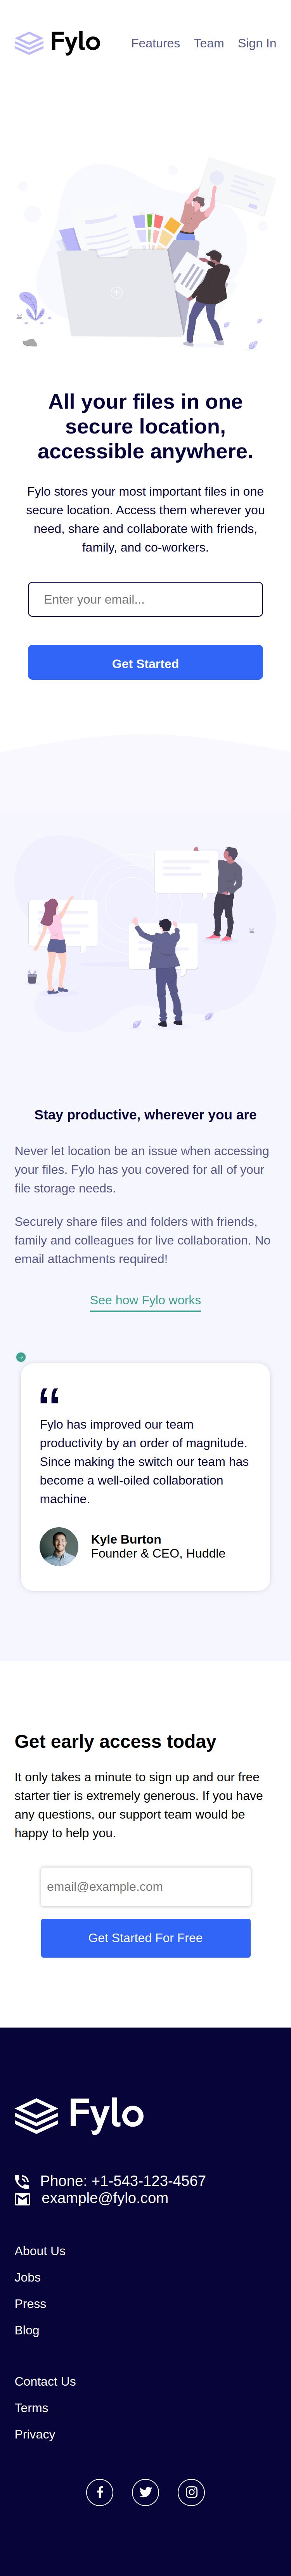 Fylo
Features Team Sign In
All your files in one
secure location,
accessible anywhere.
Fylo stores your most important files in one
secure location. Access them wherever you
need, share and collaborate with friends,
family, and co-workers.
Enter your email...
Get Started
Stay productive, wherever you are
Never let location be an issue when accessing
your files. Fylo has you covered for all of your
file storage needs.
Securely share files and folders with friends,
family and colleagues for live collaboration. No
email attachments required!
See how Fylo works
“
Fylo has improved our team
productivity by an order of magnitude.
Since making the switch our team has
become a well-oiled collaboration
machine.
Kyle Burton
Founder & CEO, Huddle
Get early access today
It only takes a minute to sign up and our free
starter tier is extremely generous. If you have
any questions, our support team would be
happy to help you.
email@example.com
Get Started For Free
Fylo
Phone: +1-543-123-4567
example@fylo.com
About Us
Jobs
Press
Blog
Contact Us
Terms
Privacy